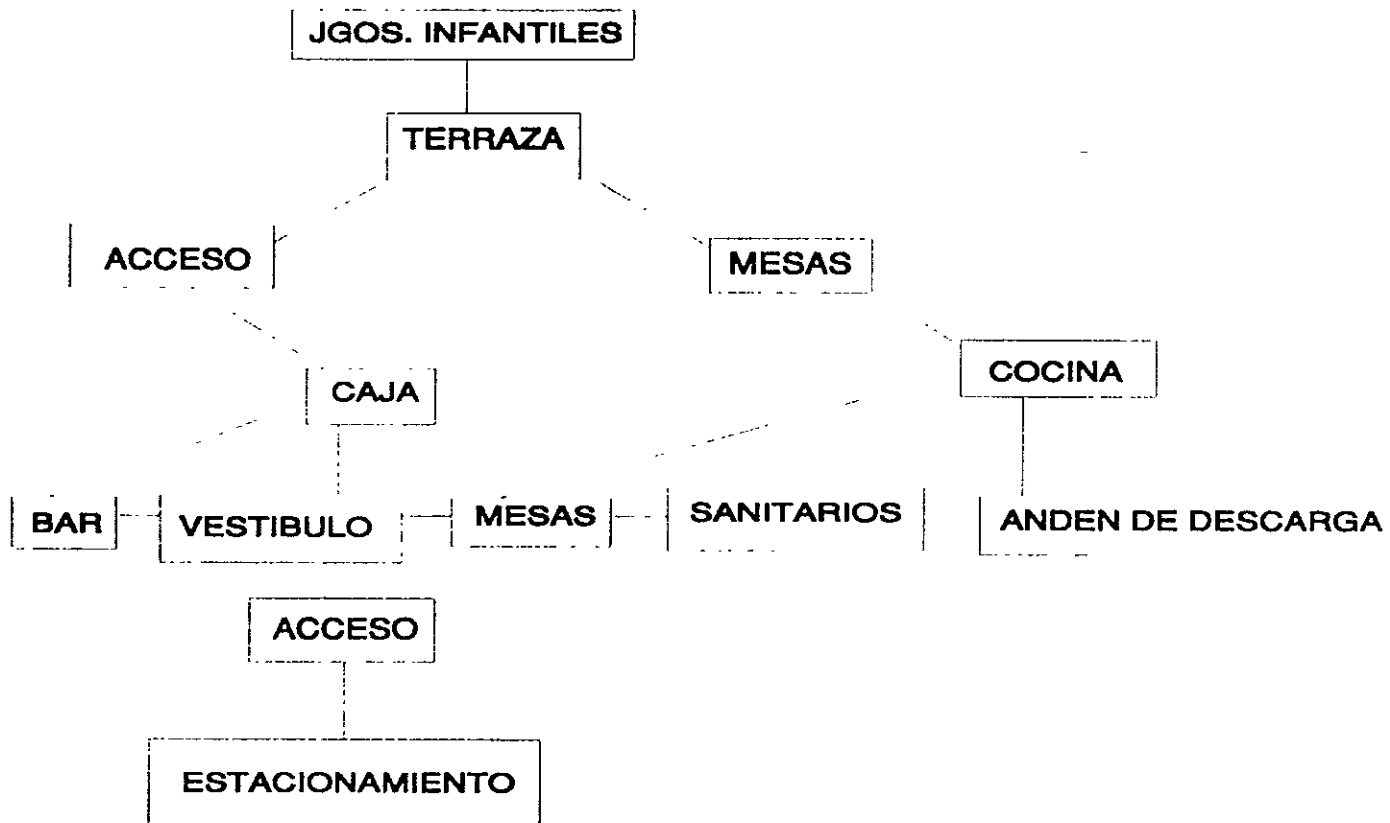 JGOS. INFANTILES
TERRAZA
ACCESO
MESAS
COCINA
CAJA
BAR
VESTIBULO
MESAS
SANITARIOS
ANDEN DE DESCARGA
ACCESO
ESTACIONAMIENTO